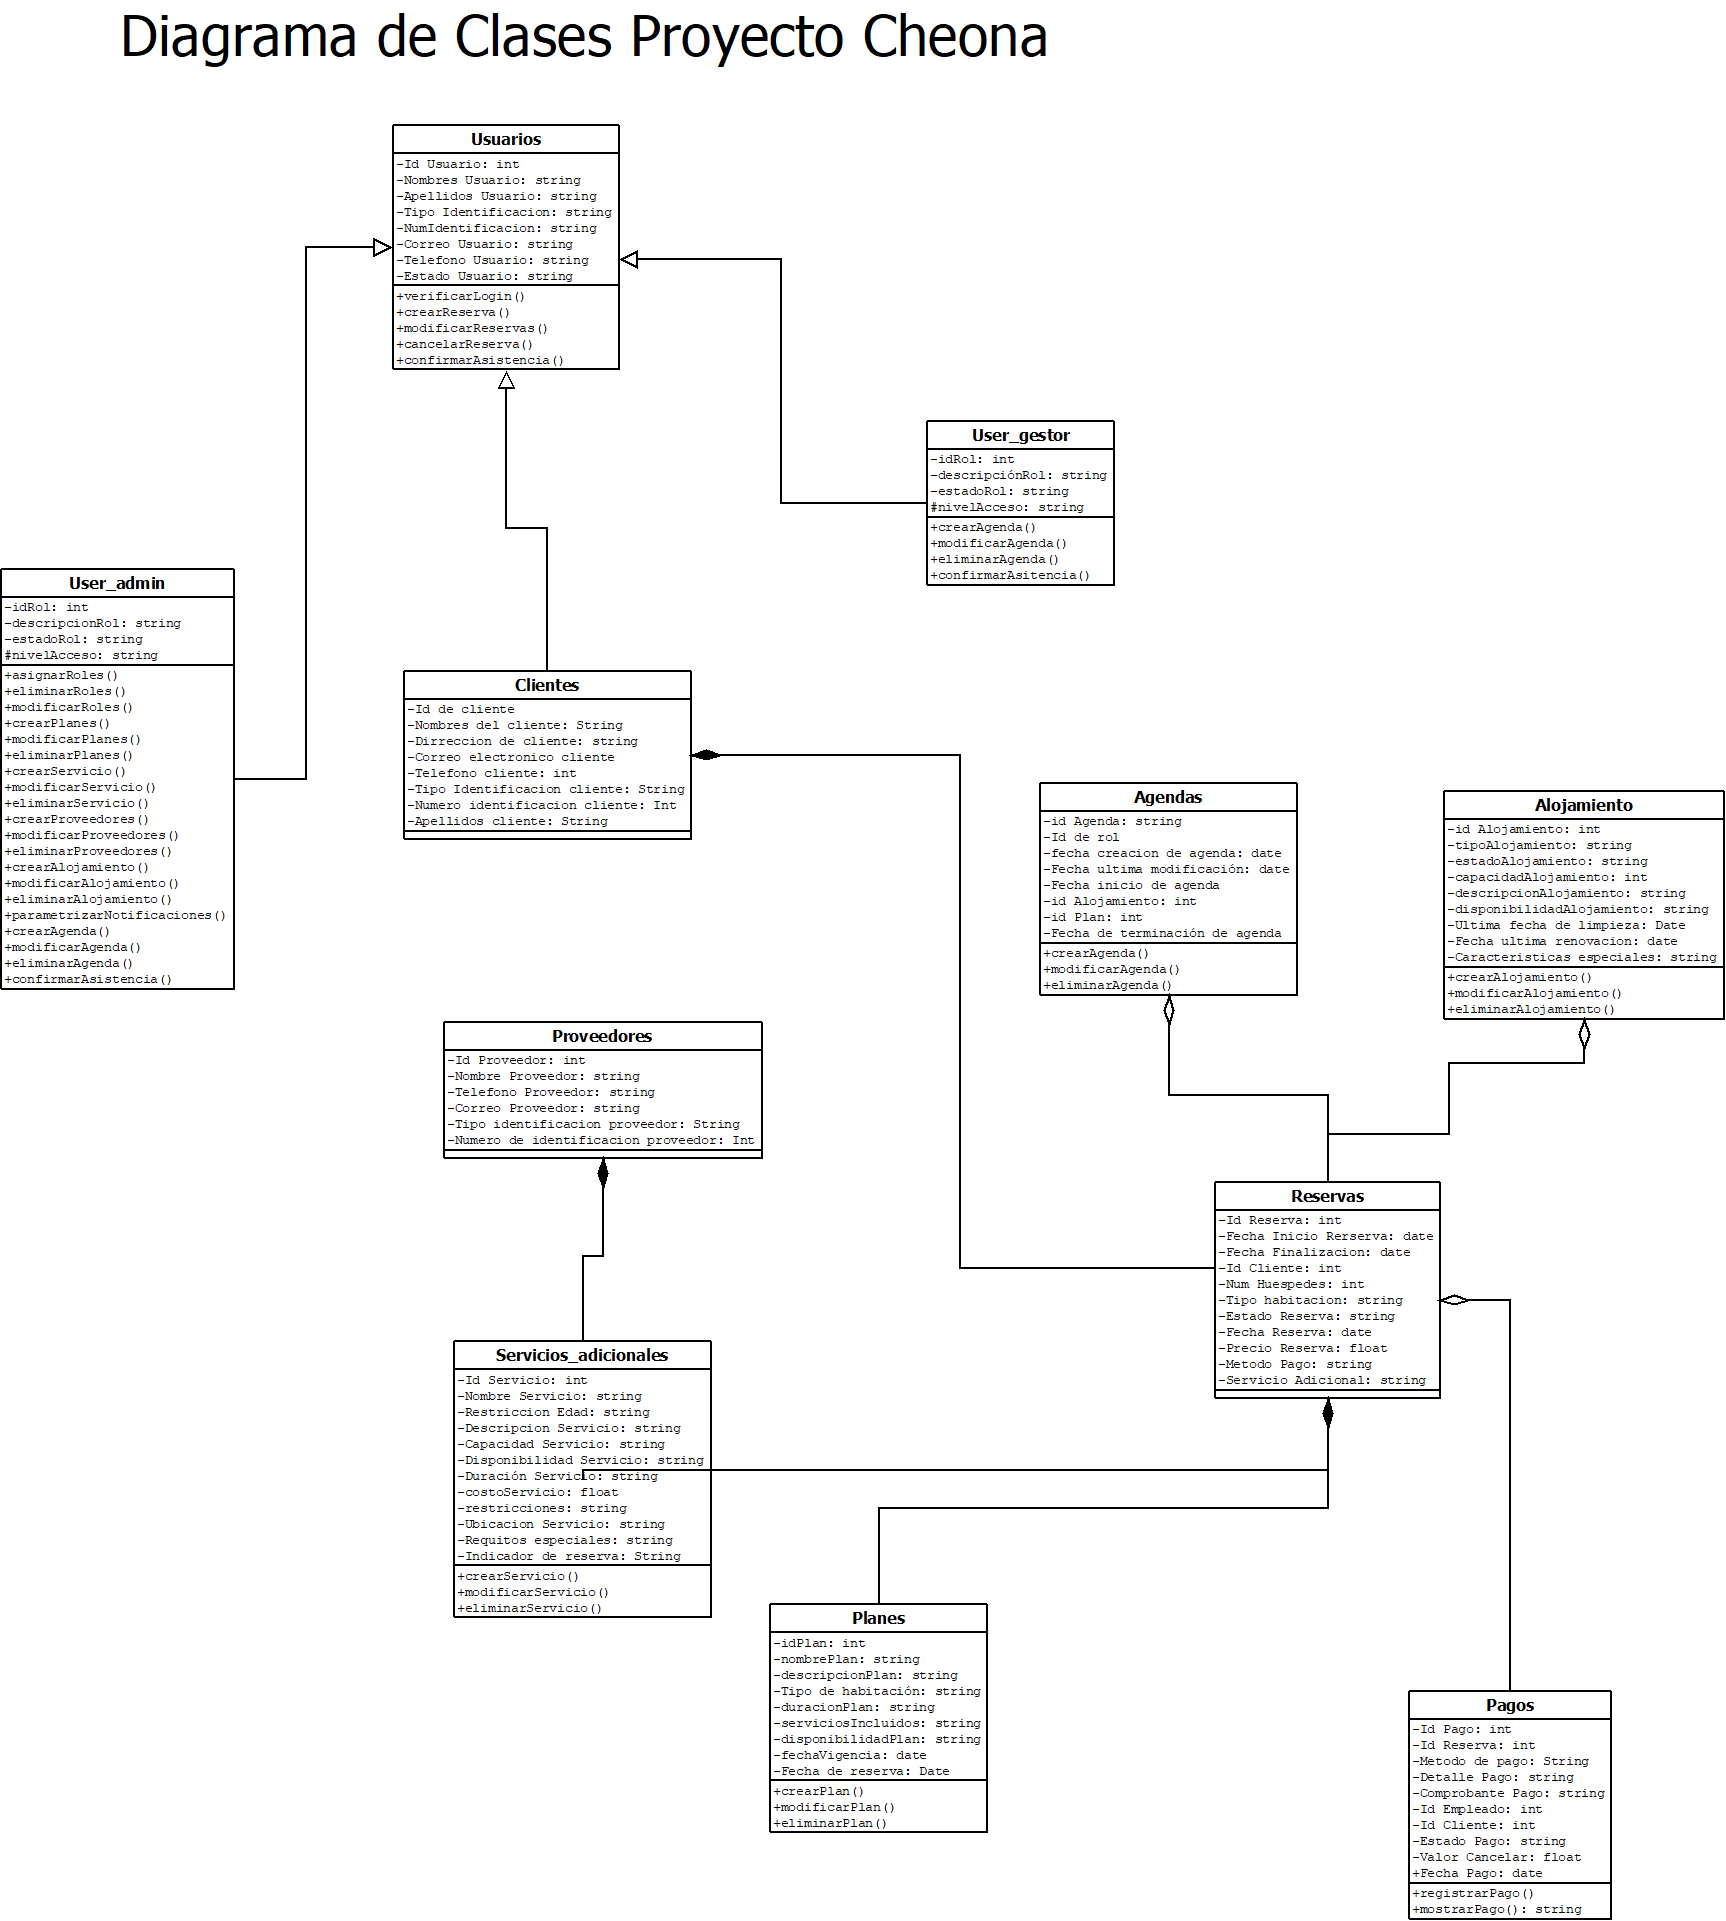 Diagrama de Clases Proyecto Cheona
Usuarios
-Id Usuario: int
-Nombres Usuario: string
-Apellidos Usuario: string
-Tipo Identificacion: string
-NumIdentificacion: string
-Correo Usuario: string
-Telefono Usuario: string
-Estado Usuario: string
+verificarLogin()
+crearReserva()
+modificarReservas()
+cancelarReserva()
+confirmarAsistencia()
User_gestor
-idRol: int
-descripciónRol: string
-estadoRol: string
#nivelAcceso: string
+crearAgenda()
+modificarAgenda()
+eliminarAgenda()
+confirmarAsitencia()
User_admin
-idRol: int
-descripcionRol: string
-estadoRol: string
#nivelAcceso: string
+asignarRoles()
+eliminarRoles()
+modificarRoles()
+crearPlanes()
+modificarPlanes()
+eliminarPlanes()
+crearServicio()
+modificarServicio()
+eliminarServicio()
+crearProveedores()
+modificarProveedores()
+eliminarProveedores()
+crearAlojamiento()
+modificarAlojamiento()
+eliminarAlojamiento()
+parametrizarNotificaciones()
+crearAgenda()
+modificarAgenda()
+eliminarAgenda()
+confirmarAsistencia()
Clientes
-Id de cliente
-Nombres del cliente: String
-Dirreccion de cliente: string
-Correo electronico cliente
-Telefono cliente: int
-Tipo Identificacion cliente: String
-Numero identificacion cliente: Int
-Apellidos cliente: String
Agendas
-id Agenda: string
-Id de rol
-fecha creacion de agenda: date
-Fecha ultima modificación: date
-Fecha inicio de agenda
-id Alojamiento: int
-id Plan: int
-Fecha de terminación de agenda
+crearAgenda()
+modificarAgenda()
+eliminarAgenda()
Alojamiento
-id Alojamiento: int
-tipoAlojamiento: string
-estadoAlojamiento: string
-capacidadAlojamiento: int
-descripcionAlojamiento: string
-disponibilidadAlojamiento: string
-Ultima fecha de limpieza: Date
-Fecha ultima renovacion: date
-Caracteristicas especiales: string
+crearAlojamiento()
+modificarAlojamiento()
+eliminarAlojamiento()
Proveedores
-Id Proveedor: int
-Nombre Proveedor: string
-Telefono Proveedor: string
-Correo Proveedor: string
-Tipo identificacion proveedor: String
-Numero de identificacion proveedor: Int
Reservas
-Id Reserva: int
-Fecha Inicio Rerserva: date
-Fecha Finalizacion: date
-Id Cliente: int
-Num Huespedes: int
-Tipo habitacion: string
-Estado Reserva: string
-Fecha Reserva: date
-Precio Reserva: float
-Metodo Pago: string
-Servicio Adicional: string
Servicios_adicionales
-Id Servicio: int
-Nombre Servicio: string
-Restriccion Edad: string
-Descripcion Servicio: string
-Capacidad Servicio: string
-Disponibilidad Servicio: string
-Duración Servicio: string
-costoServicio: float
-restricciones: string
-Ubicacion Servicio: string
-Requitos especiales: string
-Indicador de reserva: String
+crearServicio()
+modificarServicio()
+eliminarServicio()
Planes
-idPlan: int
-nombrePlan: string
-descripcionPlan: string
-Tipo de habitación: string
-duracionPlan: string
-serviciosIncluidos: string
-disponibilidadPlan: string
-fechaVigencia: date
-Fecha de reserva: Date
+crearPlan()
+modificarPlan()
+eliminarPlan()
Pagos
-Id Pago: int
-Id Reserva: int
-Metodo de pago: String
-Detalle Pago: string
-Comprobante Pago: string
-Id Empleado: int
-Id Cliente: int
-Estado Pago: string
-Valor Cancelar: float
+Fecha Pago: date
+registrarPago()
+mostrarPago(): string